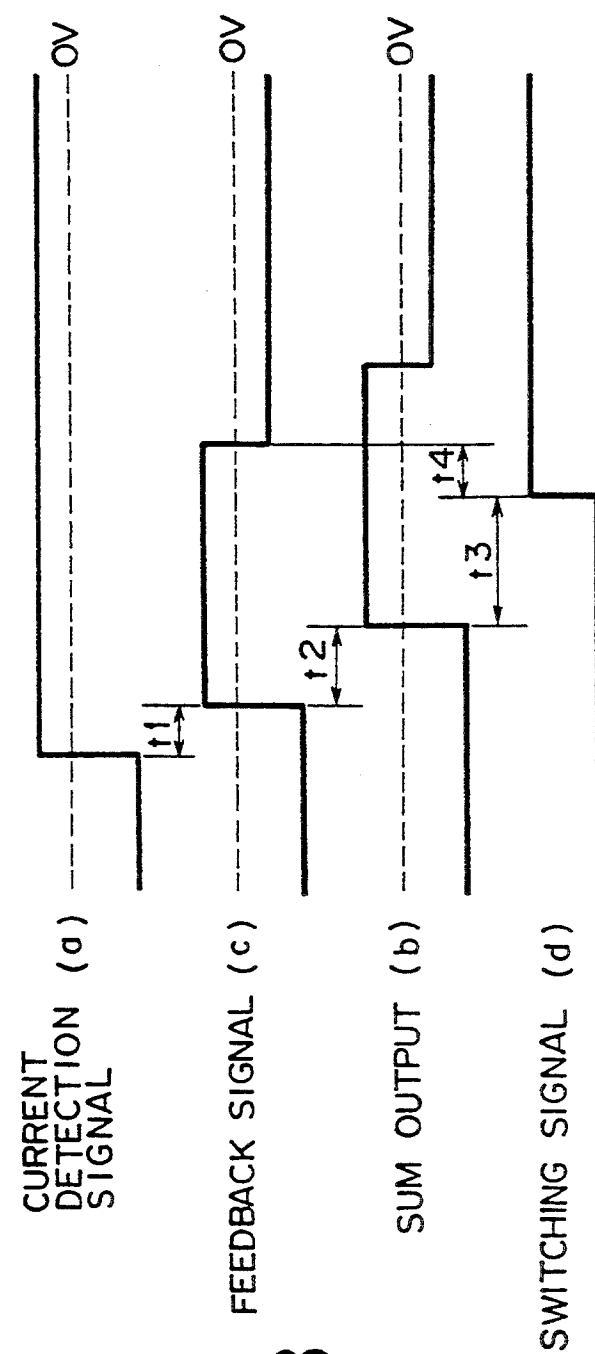 CURRENT
DETECTION (a)
SIGNAL
0V
t1
FEEDBACK SIGNAL (c)
0V
t2
SUM OUTPUT (b)
0V
t4
t3
SWITCHING SIGNAL (d)